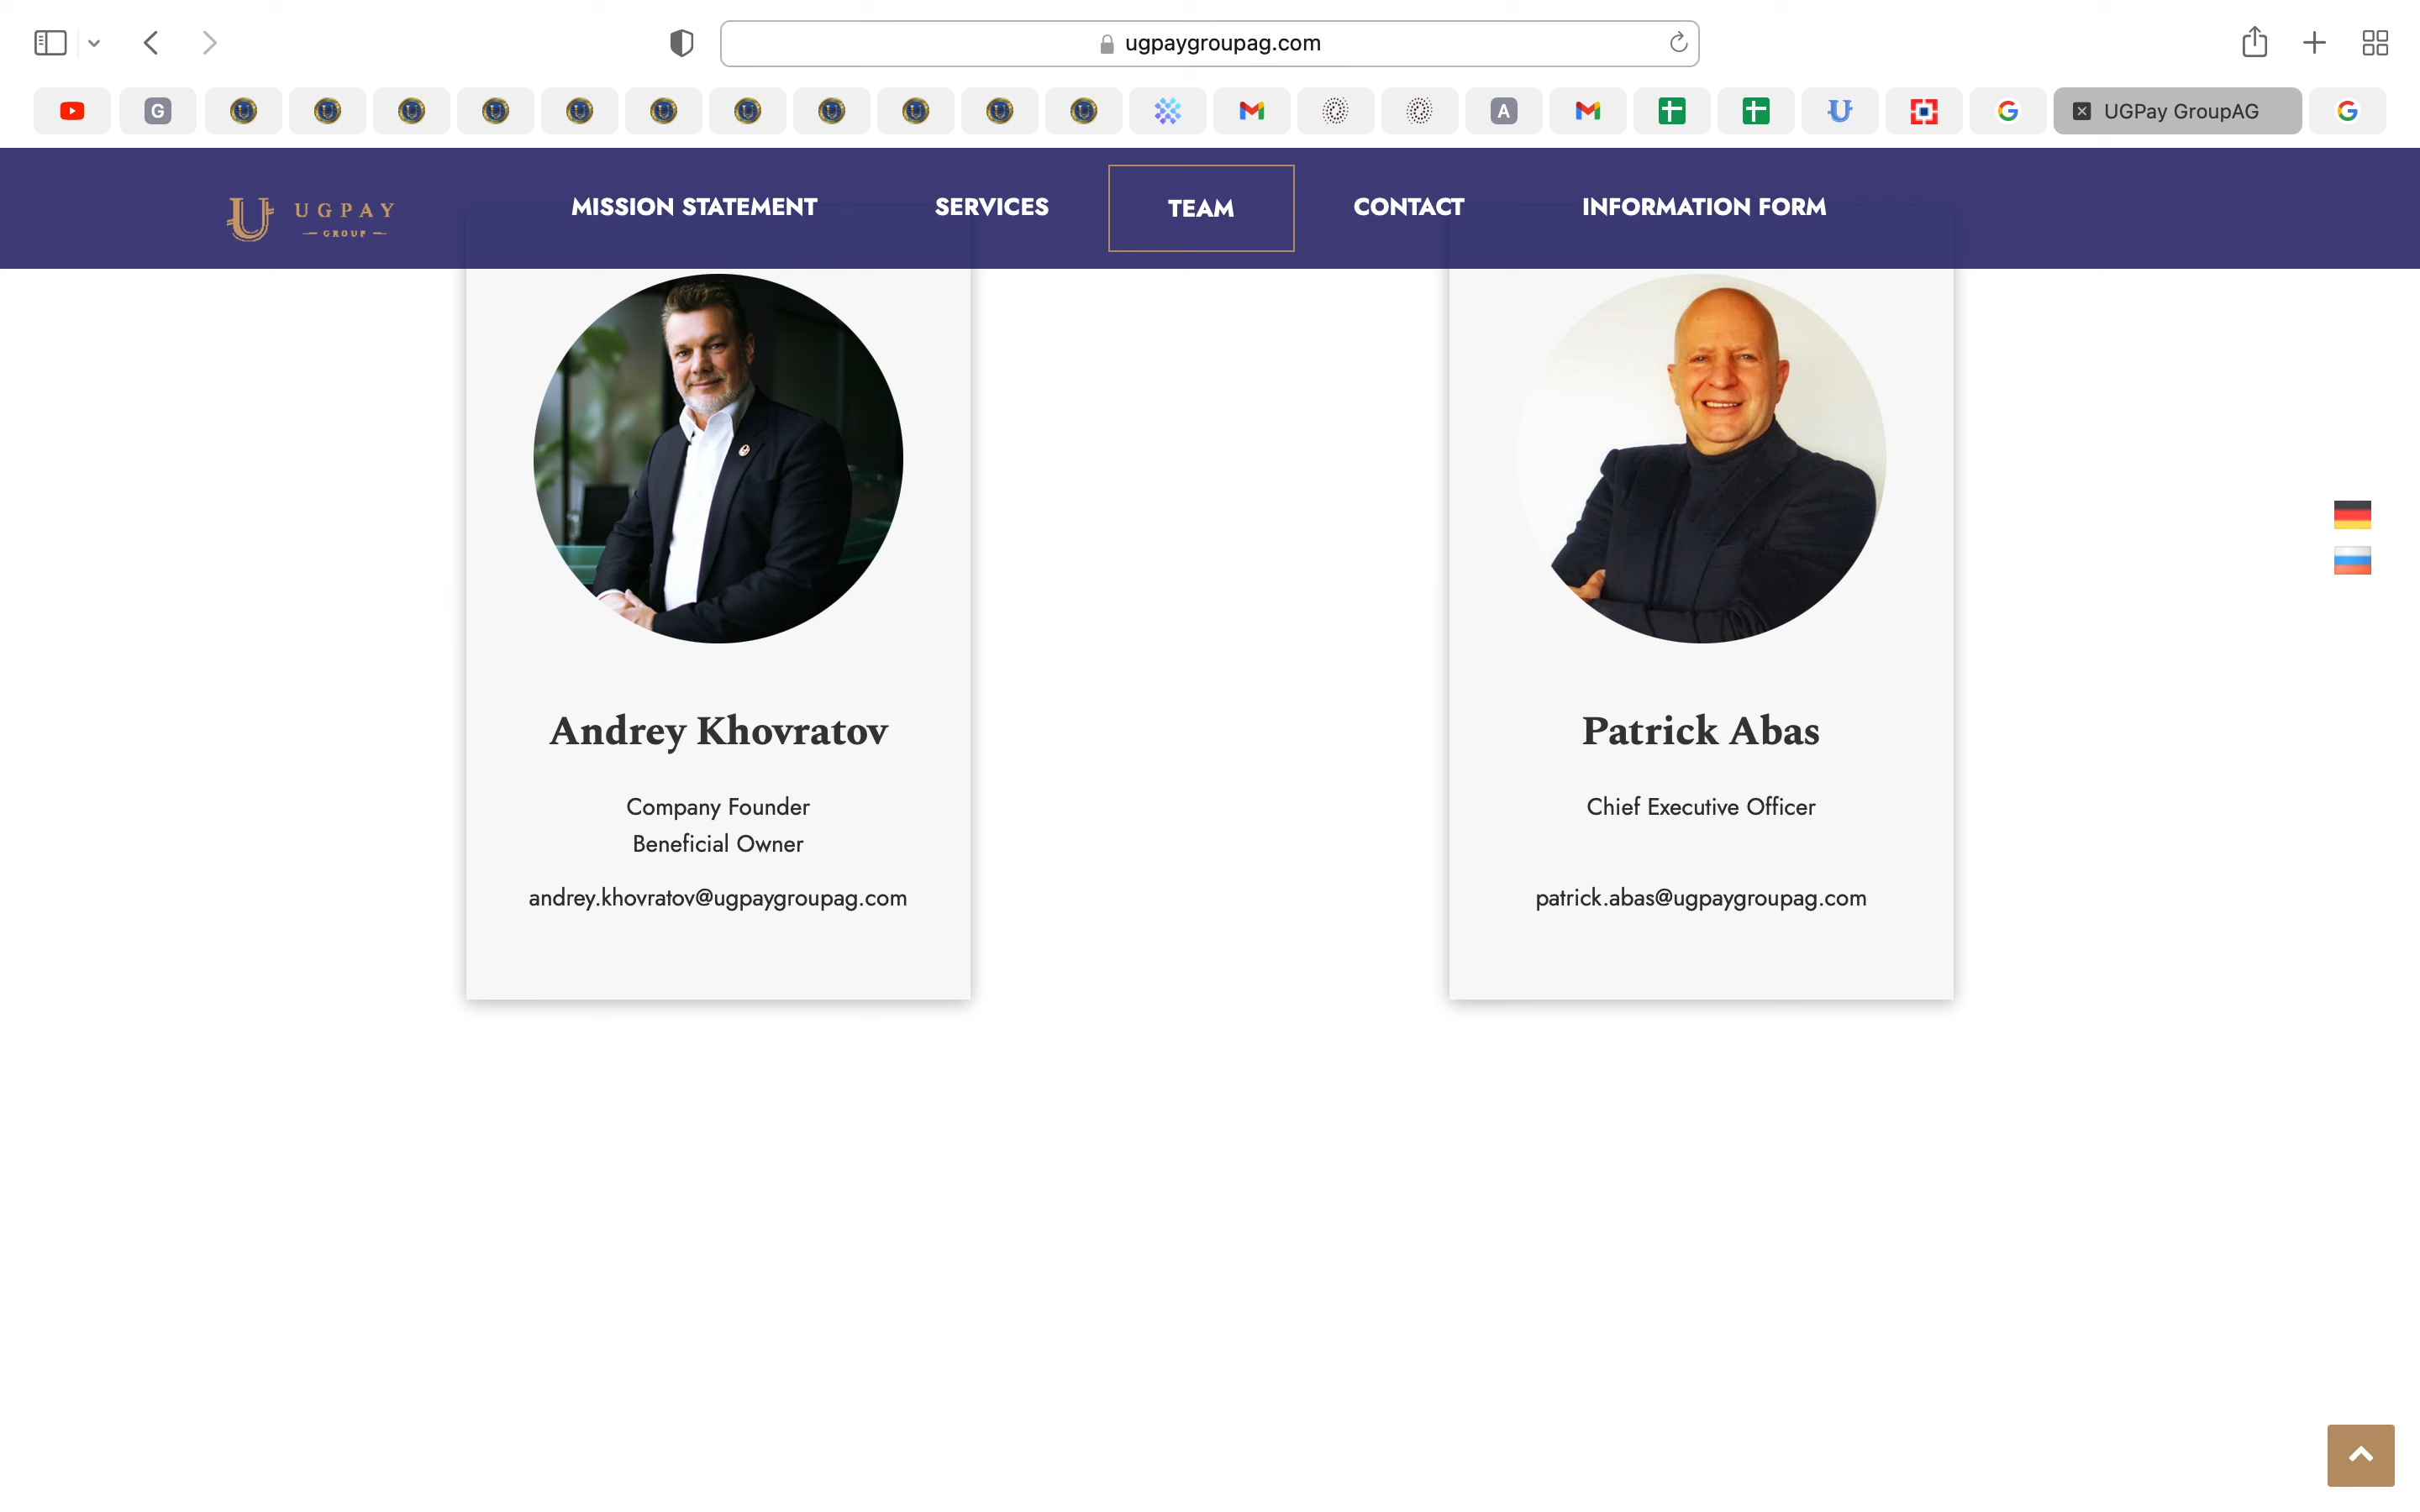 ugpaygroupag.com
G
A
UGPay GroupAG
UGPAY
GROUP
MISSION STATEMENT
SERVICES
TEAM
CONTACT
INFORMATION FORM
Andrey Khovratov
Company Founder
Beneficial Owner
andrey.khovratov@ugpaygroupag.com
Patrick Abas
Chief Executive Officer
patrick.abas@ugpaygroupag.com